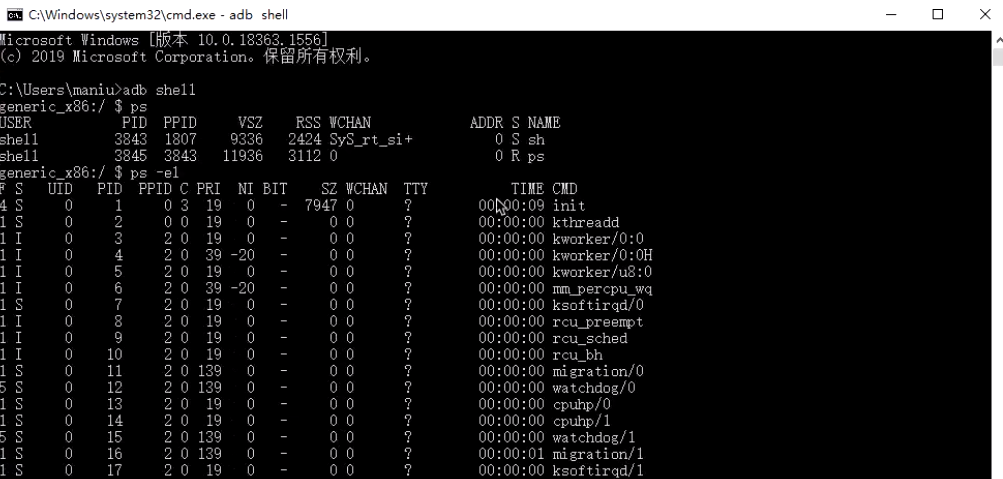 C:\Windows\system32\cmd.exe - adb shell
Microsoft Windows [版本 10.0.18363.1556]
(c) 2019 Microsoft Corporation。保留所有权利。
C:\Users\maniu>adb shell
generic_x86:/ $ ps
USER PID PPID VSZ RSS WCHAN ADDR S NAME
shell 3843 1807 9336 2424 SyS_rt_si+ 0 S sh
shell 3845 3843 11936 3112 0 0 R ps
generic_x86:/ $ ps -el
F S UID PID PPID C PRI NI BIT SZ WCHAN TTY TIME CMD
4 S 0 1 0 3 19 0 - 7947 0 ? 00:00:09 init
1 S 0 2 0 0 19 0 - 0 0 ? 00:00:00 kthreadd
1 I 0 3 2 0 19 0 - 0 0 ? 00:00:00 kworker/0:0
1 I 0 4 2 0 39 -20 - 0 0 ? 00:00:00 kworker/0:0H
1 I 0 5 2 0 19 0 - 0 0 ? 00:00:00 kworker/u8:0
1 I 0 6 2 0 39 -20 - 0 0 ? 00:00:00 mm_percpu_wq
1 S 0 7 2 0 19 0 - 0 0 ? 00:00:00 ksoftirqd/0
1 I 0 8 2 0 19 0 - 0 0 ? 00:00:00 rcu_preempt
1 I 0 9 2 0 19 0 - 0 0 ? 00:00:00 rcu_sched
1 I 0 10 2 0 19 0 - 0 0 ? 00:00:00 rcu_bh
1 S 0 11 2 0 139 0 - 0 0 ? 00:00:00 migration/0
5 S 0 12 2 0 139 0 - 0 0 ? 00:00:00 watchdog/0
1 S 0 13 2 0 19 0 - 0 0 ? 00:00:00 cpuhp/0
1 S 0 14 2 0 19 0 - 0 0 ? 00:00:00 cpuhp/1
5 S 0 15 2 0 139 0 - 0 0 ? 00:00:00 watchdog/1
1 S 0 16 2 0 139 0 - 0 0 ? 00:00:01 migration/1
1 S 0 17 2 0 19 0 - 0 0 ? 00:00:00 ksoftirqd/1